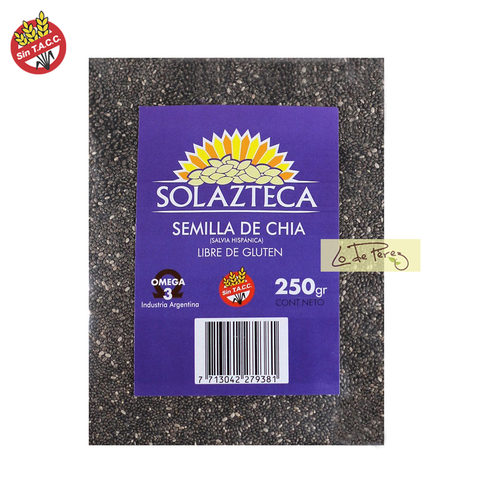 Sin T.A.C.C.
SOLAZTECA
SEMILLA DE CHIA
(SALVIA HISPÁNICA)
LIBRE DE GLUTEN
Lo de Perez
OMEGA
3
Industria Argentina
Sin T.A.C.C.
250gr
CONT.NETO
7 713042 279381